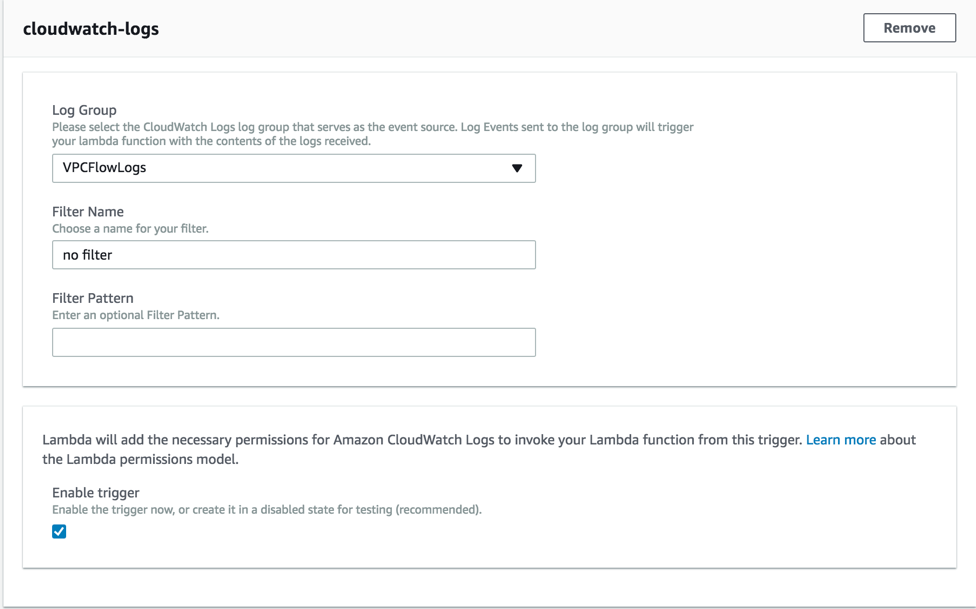 cloudwatch-logs
Remove
Log Group
Please select the CloudWatch Logs log group that serves as the event source. Log Events sent to the log group will trigger
your lambda function with the contents of the logs received.
VPCFlowLogs
Filter Name
Choose a name for your filter.
no filter
Filter Pattern
Enter an optional Filter Pattern.
Lambda will add the necessary permissions for Amazon CloudWatch Logs to invoke your Lambda function from this trigger. Learn more about
the Lambda permissions model.
Enable trigger
Enable the trigger now, or create it in a disabled state for testing (recommended).